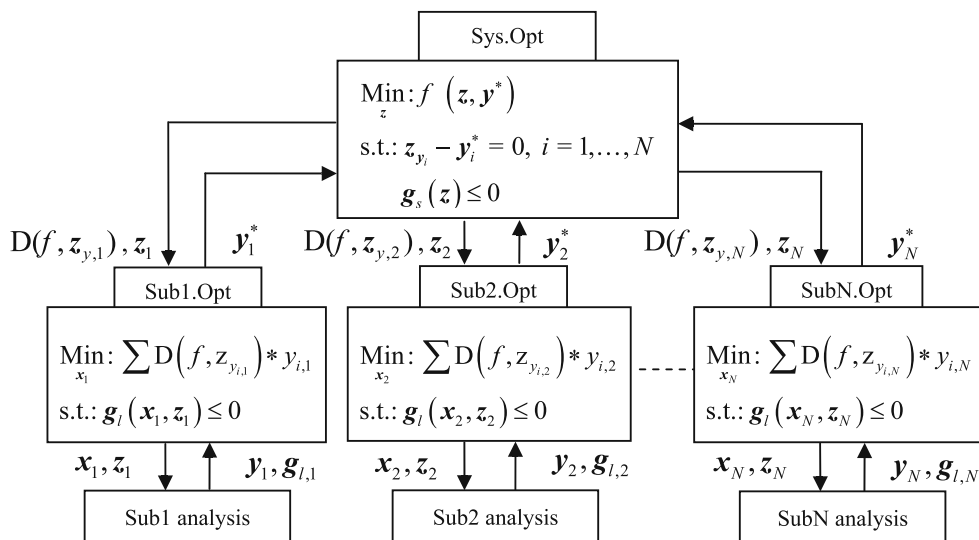 Sys.Opt
Min: f (z, y*)
z
s.t.: z_{y_i} − y_i^* = 0, i = 1,…, N
g_s(z) ≤ 0
D(f, z_{y,1}), z_1
y_1^*
D(f, z_{y,2}), z_2
y_2^*
D(f, z_{y,N}), z_N
y_N^*
Sub1.Opt
Min: ∑ D(f, z_{y_{i,1}}) * y_{i,1}
x_1
s.t.: g_l(x_1, z_1) ≤ 0
Sub2.Opt
Min: ∑ D(f, z_{y_{i,2}}) * y_{i,2}
x_2
s.t.: g_l(x_2, z_2) ≤ 0
SubN.Opt
Min: ∑ D(f, z_{y_{i,N}}) * y_{i,N}
x_N
s.t.: g_l(x_N, z_N) ≤ 0
x_1, z_1
y_1, g_{l,1}
x_2, z_2
y_2, g_{l,2}
x_N, z_N
y_N, g_{l,N}
Sub1 analysis
Sub2 analysis
SubN analysis